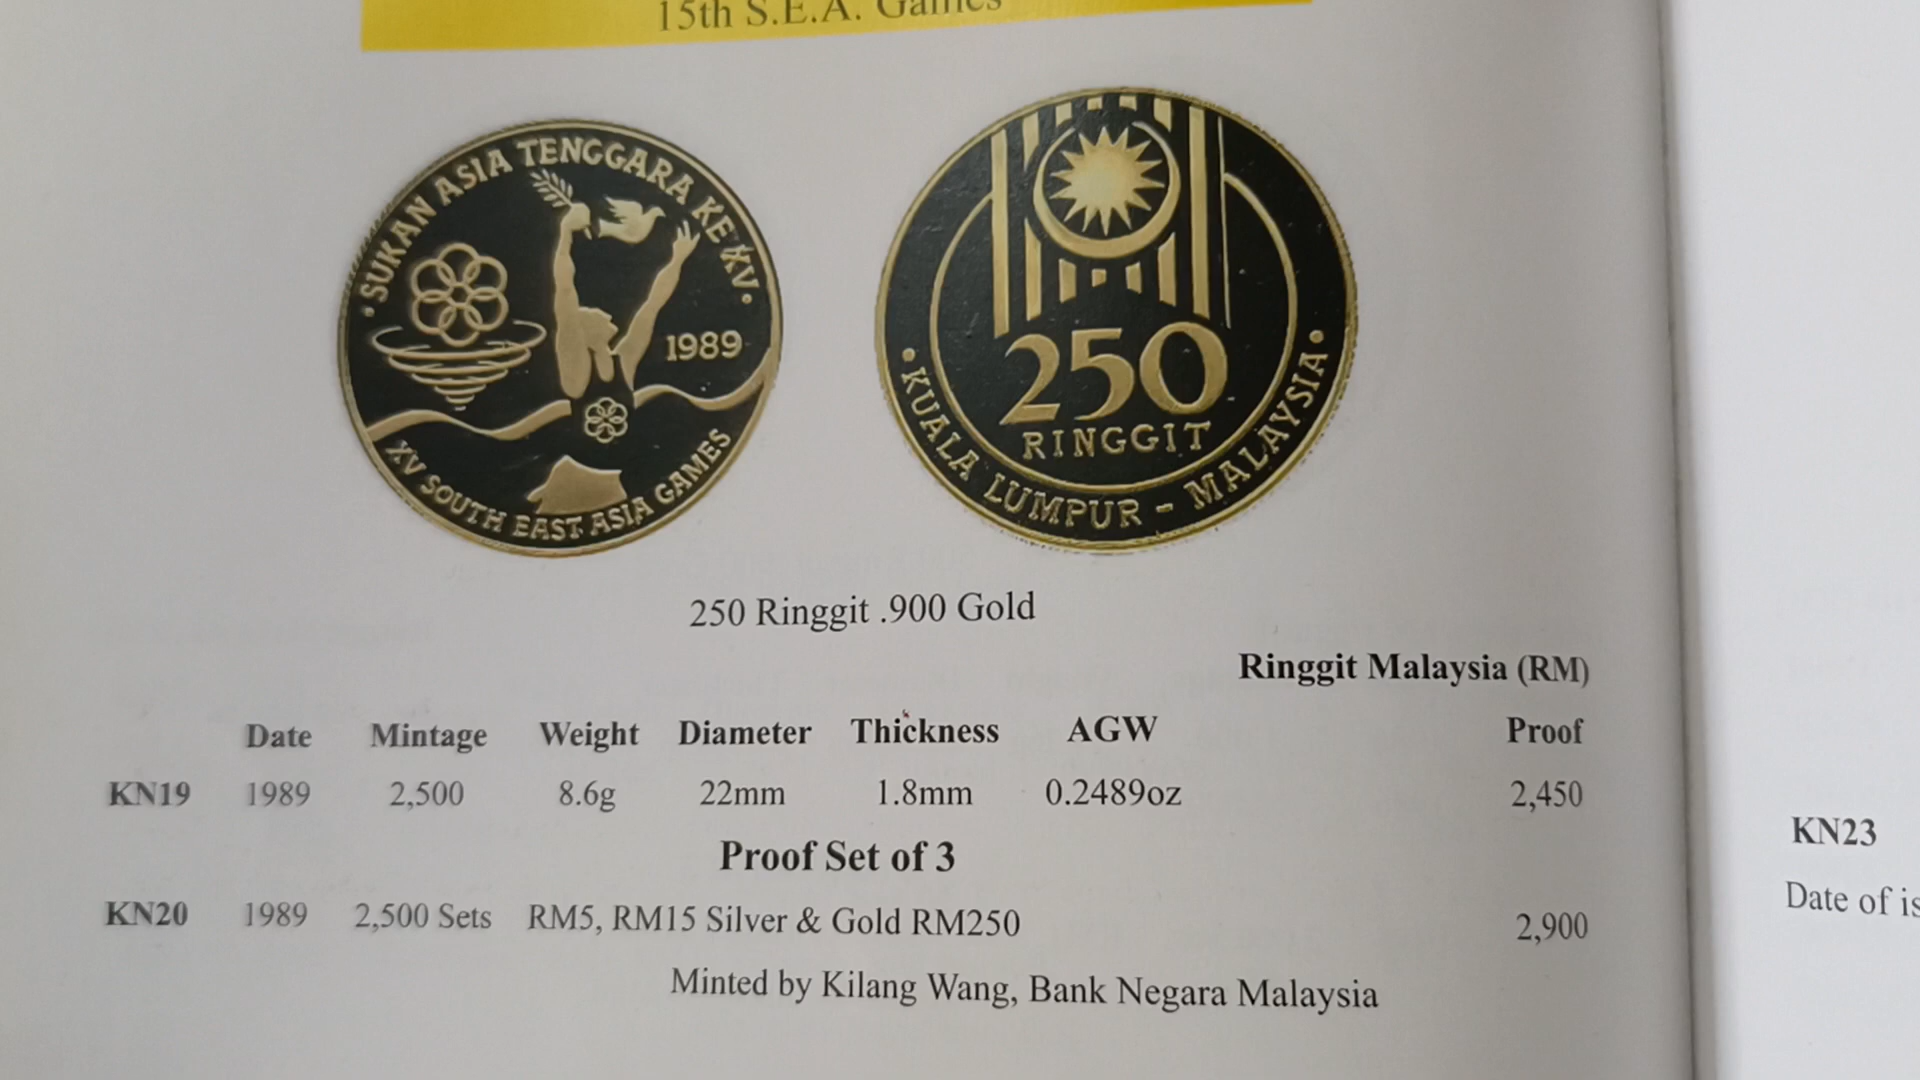 15th S.E.A. Games
• SUKAN ASIA TENGGARA KE XV •
1989
XV SOUTH EAST ASIA GAMES
250
RINGGIT
• KUALA LUMPUR - MALAYSIA •
250 Ringgit .900 Gold
Ringgit Malaysia (RM)
Date Mintage Weight Diameter Thickness AGW Proof
KN19 1989 2,500 8.6g 22mm 1.8mm 0.2489oz 2,450
Proof Set of 3
KN20 1989 2,500 Sets RM5, RM15 Silver & Gold RM250 2,900
Minted by Kilang Wang, Bank Negara Malaysia
KN23
Date of is